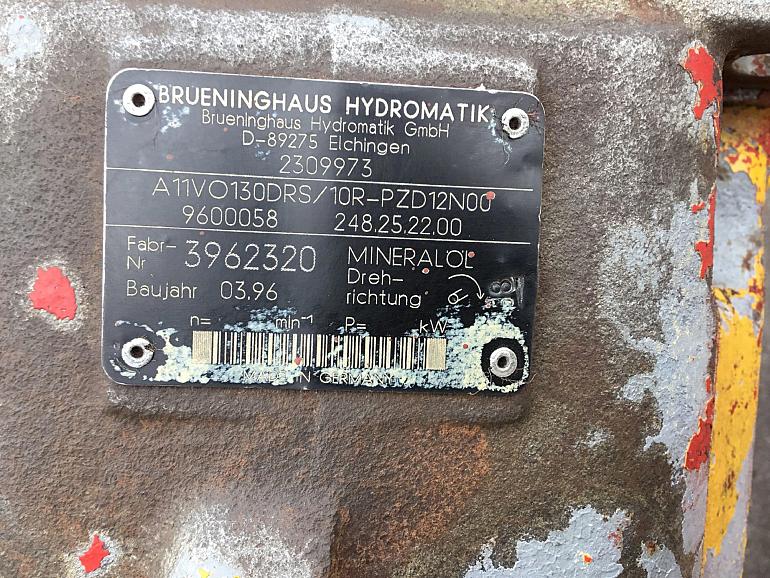 BRUENINGHAUS HYDROMATIK
Brueninghaus Hydromatik GmbH
D-89275 Elchingen
2309973
A11VO130DRS/10R-PZD12N00
9600058 248.25.22.00
Fabr-Nr 3962320 MINERALÖL
Baujahr 03.96 Dreh-richtung
n= min⁻¹ P= kW
MADE IN GERMANY